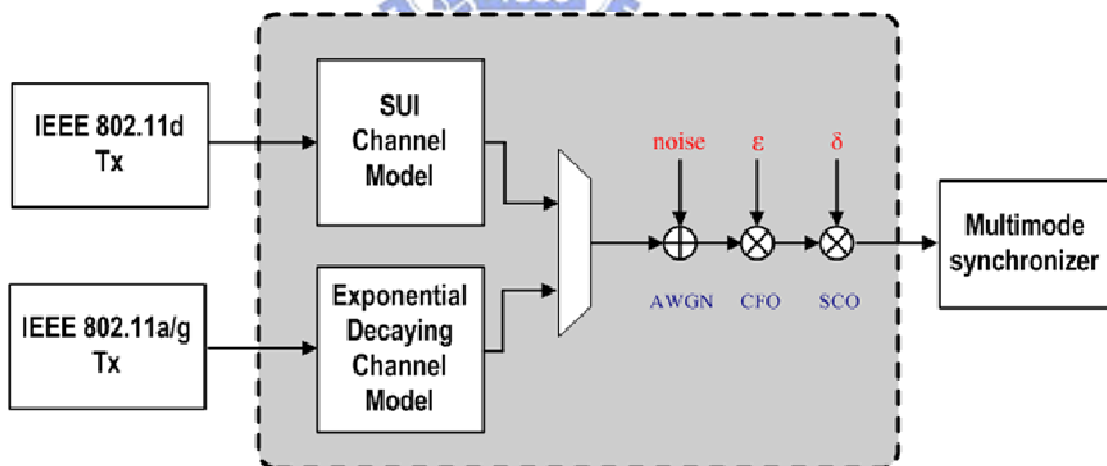 IEEE 802.11d
Tx
SUI
Channel
Model
IEEE 802.11a/g
Tx
Exponential
Decaying
Channel
Model
noise
ε
δ
AWGN
CFO
SCO
Multimode
synchronizer